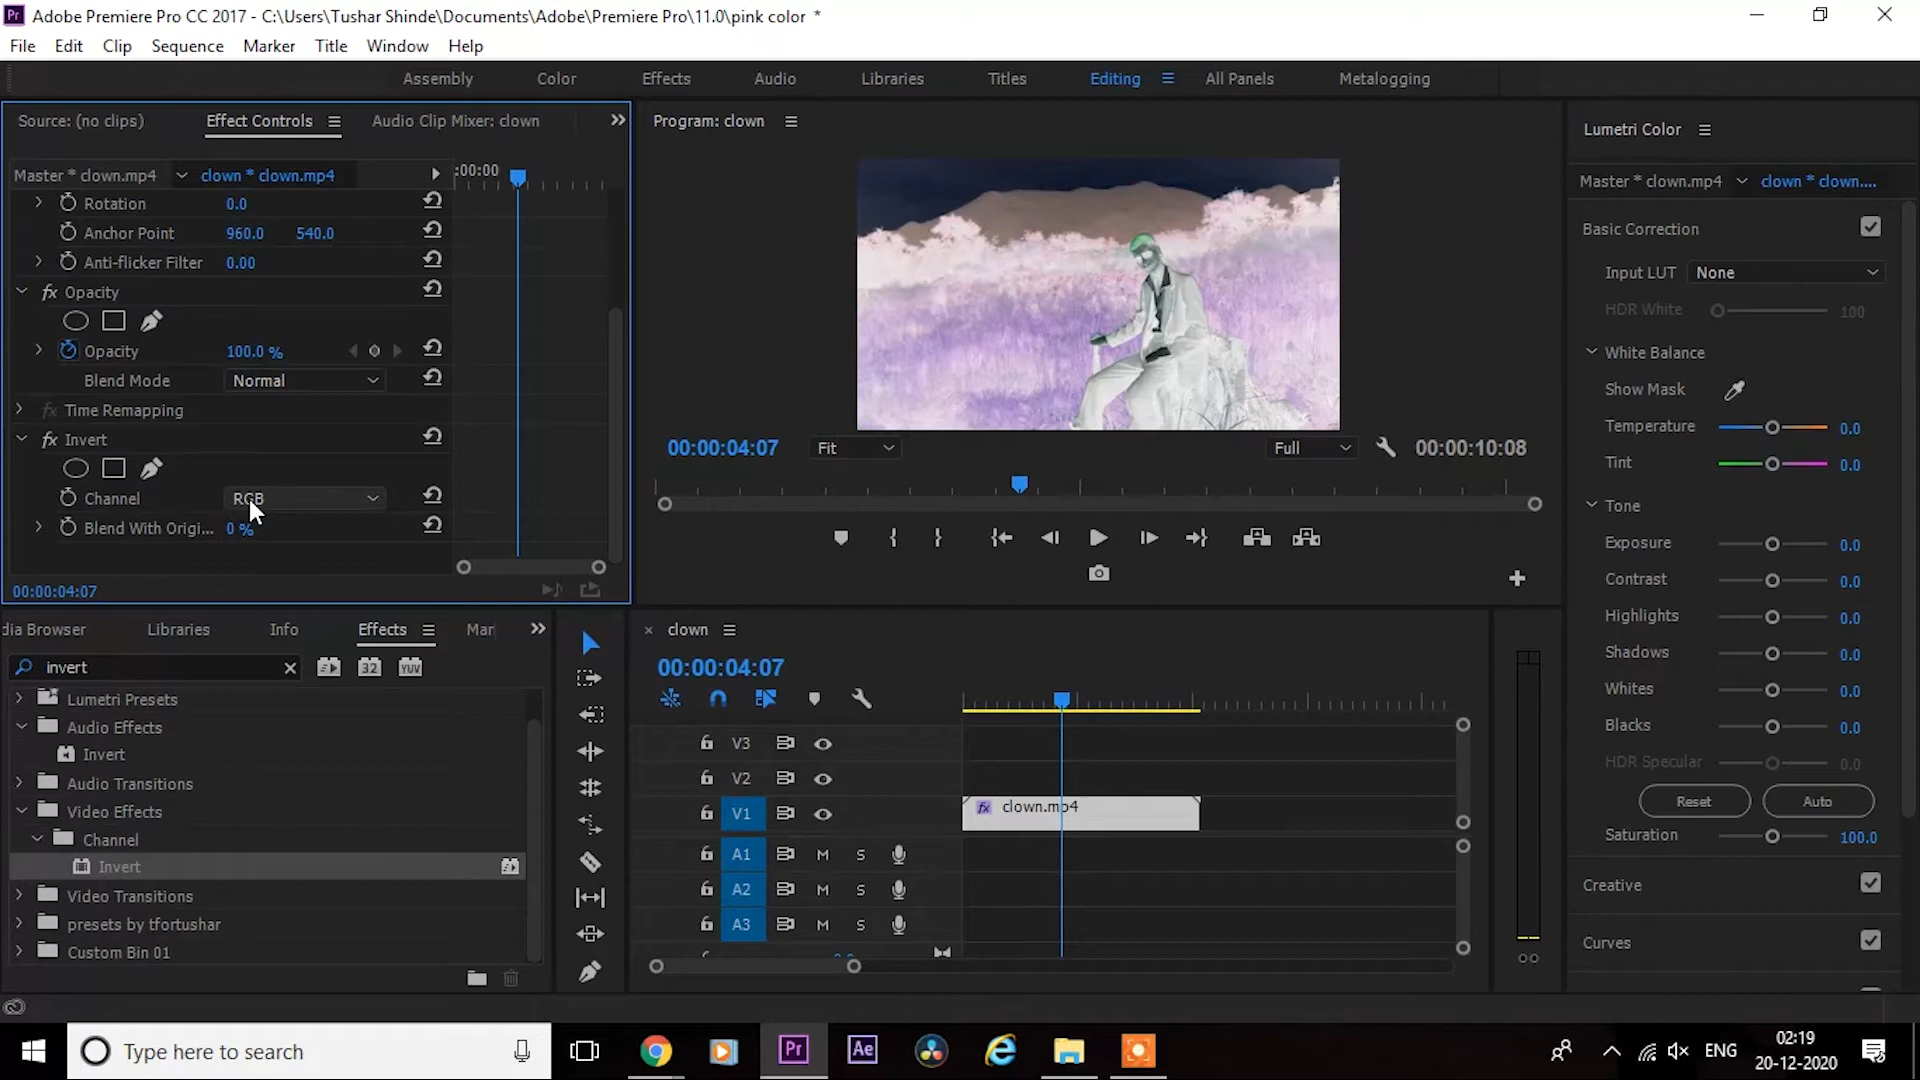 Pr Adobe Premiere Pro CC 2017 - C:\Users\Tushar Shinde\Documents\Adobe\Premiere Pro\11.0\pink color *
File Edit Clip Sequence Marker Title Window Help
Assembly Color Effects Audio Libraries Titles Editing All Panels Metalogging
Source: (no clips) Effect Controls Audio Clip Mixer: clown
Master * clown.mp4 clown * clown.mp4 :00:00
Rotation 0.0
Anchor Point 960.0 540.0
Anti-flicker Filter 0.00
fx Opacity
Opacity 100.0 %
Blend Mode Normal
fx Time Remapping
fx Invert
Channel RGB
Blend With Origi... 0 %
00:00:04:07
Program: clown
00:00:04:07 Fit Full 00:00:10:08
Lumetri Color
Master * clown.mp4 clown * clown....
Basic Correction
Input LUT None
HDR White 100
White Balance
Show Mask
Temperature 0.0
Tint 0.0
Tone
Exposure 0.0
Contrast 0.0
Highlights 0.0
Shadows 0.0
Whites 0.0
Blacks 0.0
HDR Specular 0.0
Reset Auto
Saturation 100.0
Creative
Curves
dia Browser Libraries Info Effects Mar
invert 32 YUV
Lumetri Presets
Audio Effects
Invert
Audio Transitions
Video Effects
Channel
Invert
Video Transitions
presets by tfortushar
Custom Bin 01
× clown
00:00:04:07
V3
V2
V1 fx clown.mp4
A1 M S
A2 M S
A3 M S
Type here to search
Pr Ae
ENG
02:19
20-12-2020